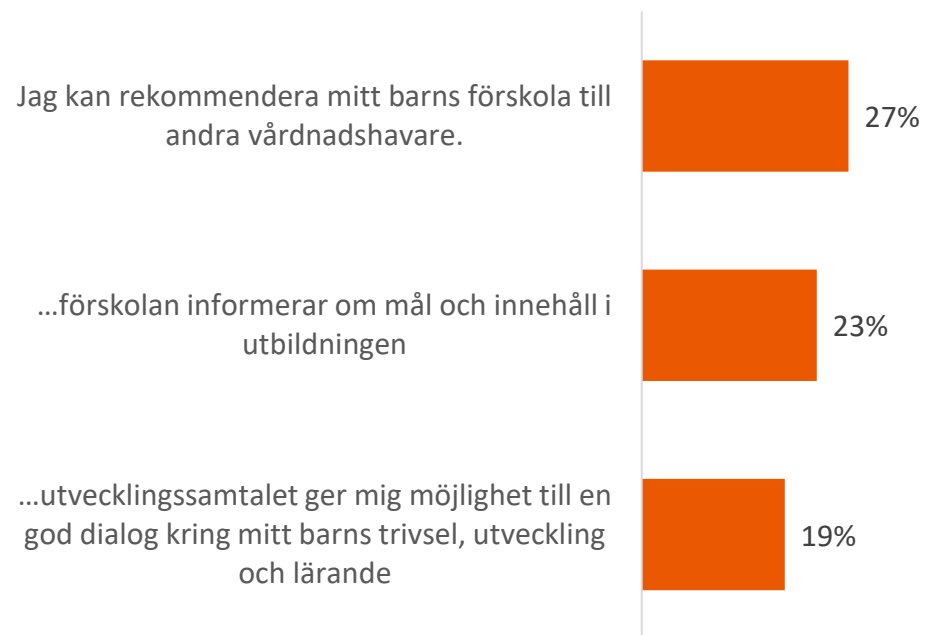 Jag kan rekommendera mitt barns förskola till
andra vårdnadshavare.
27%
...förskolan informerar om mål och innehåll i
utbildningen
23%
...utvecklingssamtalet ger mig möjlighet till en
god dialog kring mitt barns trivsel, utveckling
och lärande
19%